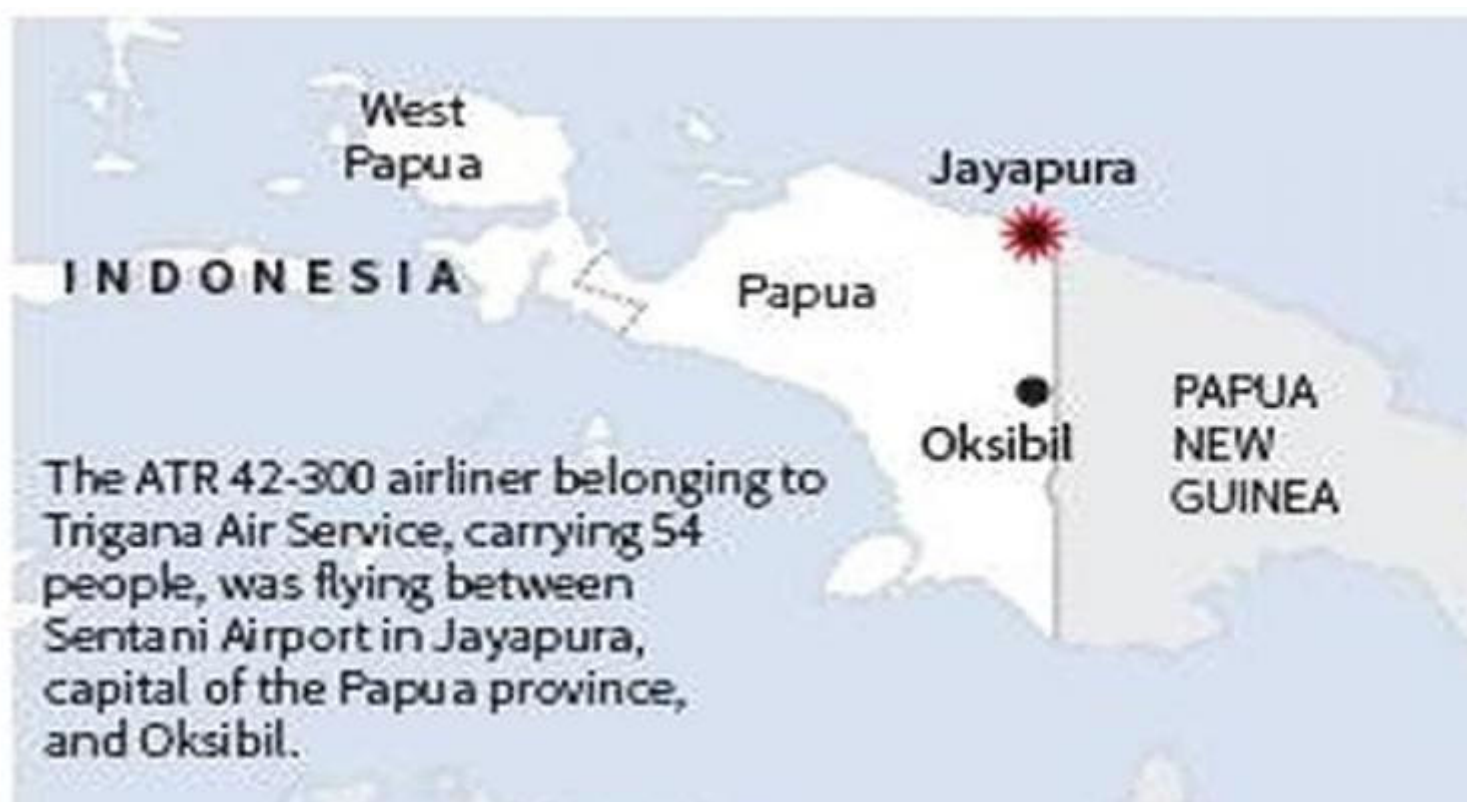 West
Papua
Jayapura
INDONESIA
Papua
Oksibil
PAPUA
NEW
GUINEA
The ATR 42-300 airliner belonging to
Trigana Air Service, carrying 54
people, was flying between
Sentani Airport in Jayapura,
capital of the Papua province,
and Oksibil.